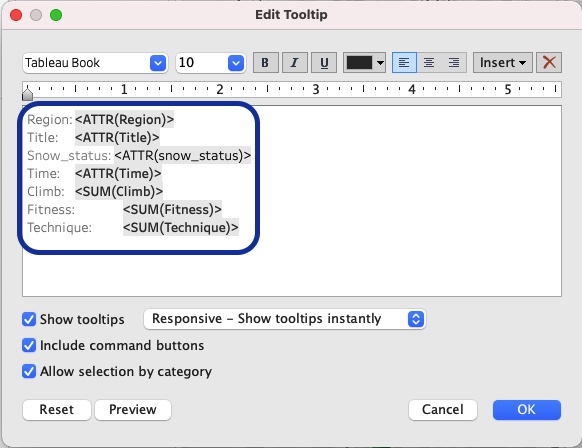 Edit Tooltip
Tableau Book 10 B I U Insert
1 2 3 4 5
Region: <ATTR(Region)>
Title: <ATTR(Title)>
Snow_status: <ATTR(snow_status)>
Time: <ATTR(Time)>
Climb: <SUM(Climb)>
Fitness: <SUM(Fitness)>
Technique: <SUM(Technique)>
Show tooltips Responsive – Show tooltips instantly
Include command buttons
Allow selection by category
Reset Preview Cancel OK